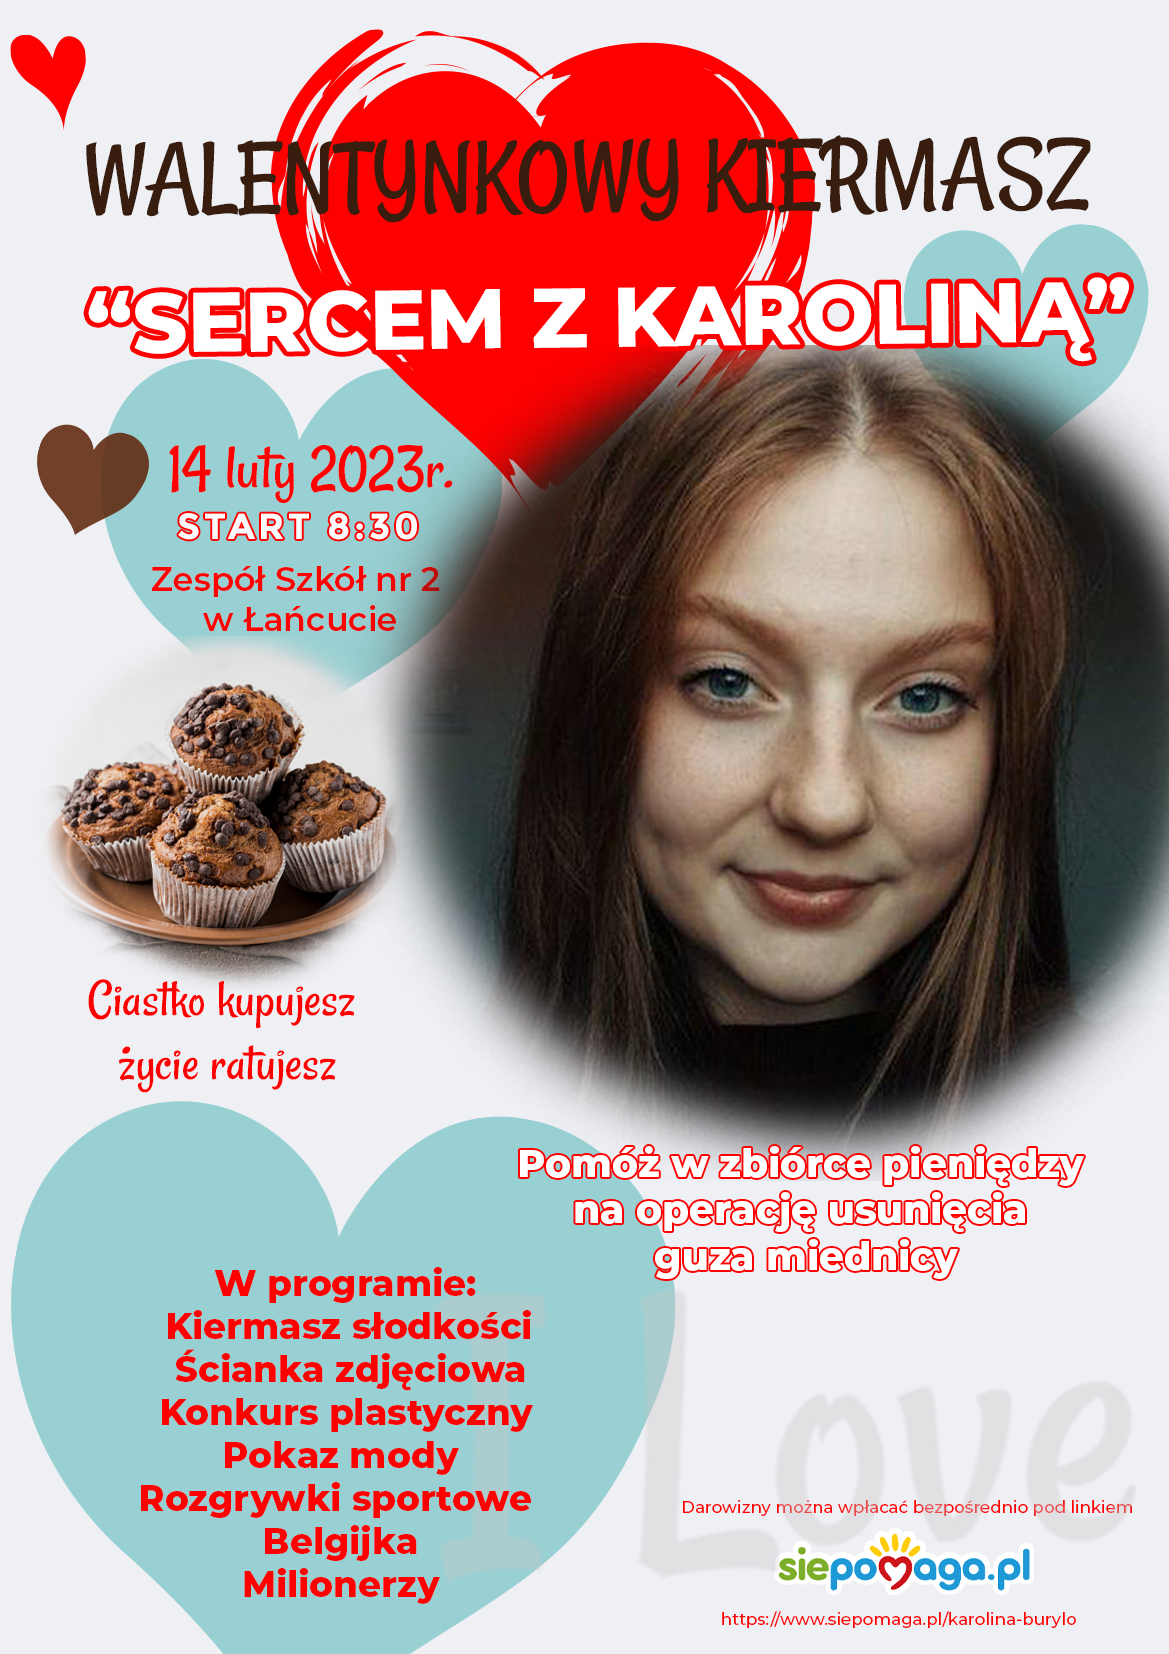 WALENTYNKOWY KIERMASZ
“SERCEM Z KAROLINĄ”
14 luty 2023r.
START 8:30
Zespół Szkół nr 2
w Łańcucie
Ciastko kupujesz
życie ratujesz
Pomóż w zbiórce pieniędzy
na operację usunięcia
guza miednicy
W programie:
Kiermasz słodkości
Ścianka zdjęciowa
Konkurs plastyczny
Pokaz mody
Rozgrywki sportowe
Belgijka
Milionerzy
I Love
Darowizny można wpłacać bezpośrednio pod linkiem
siepomaga.pl
https://www.siepomaga.pl/karolina-burylo